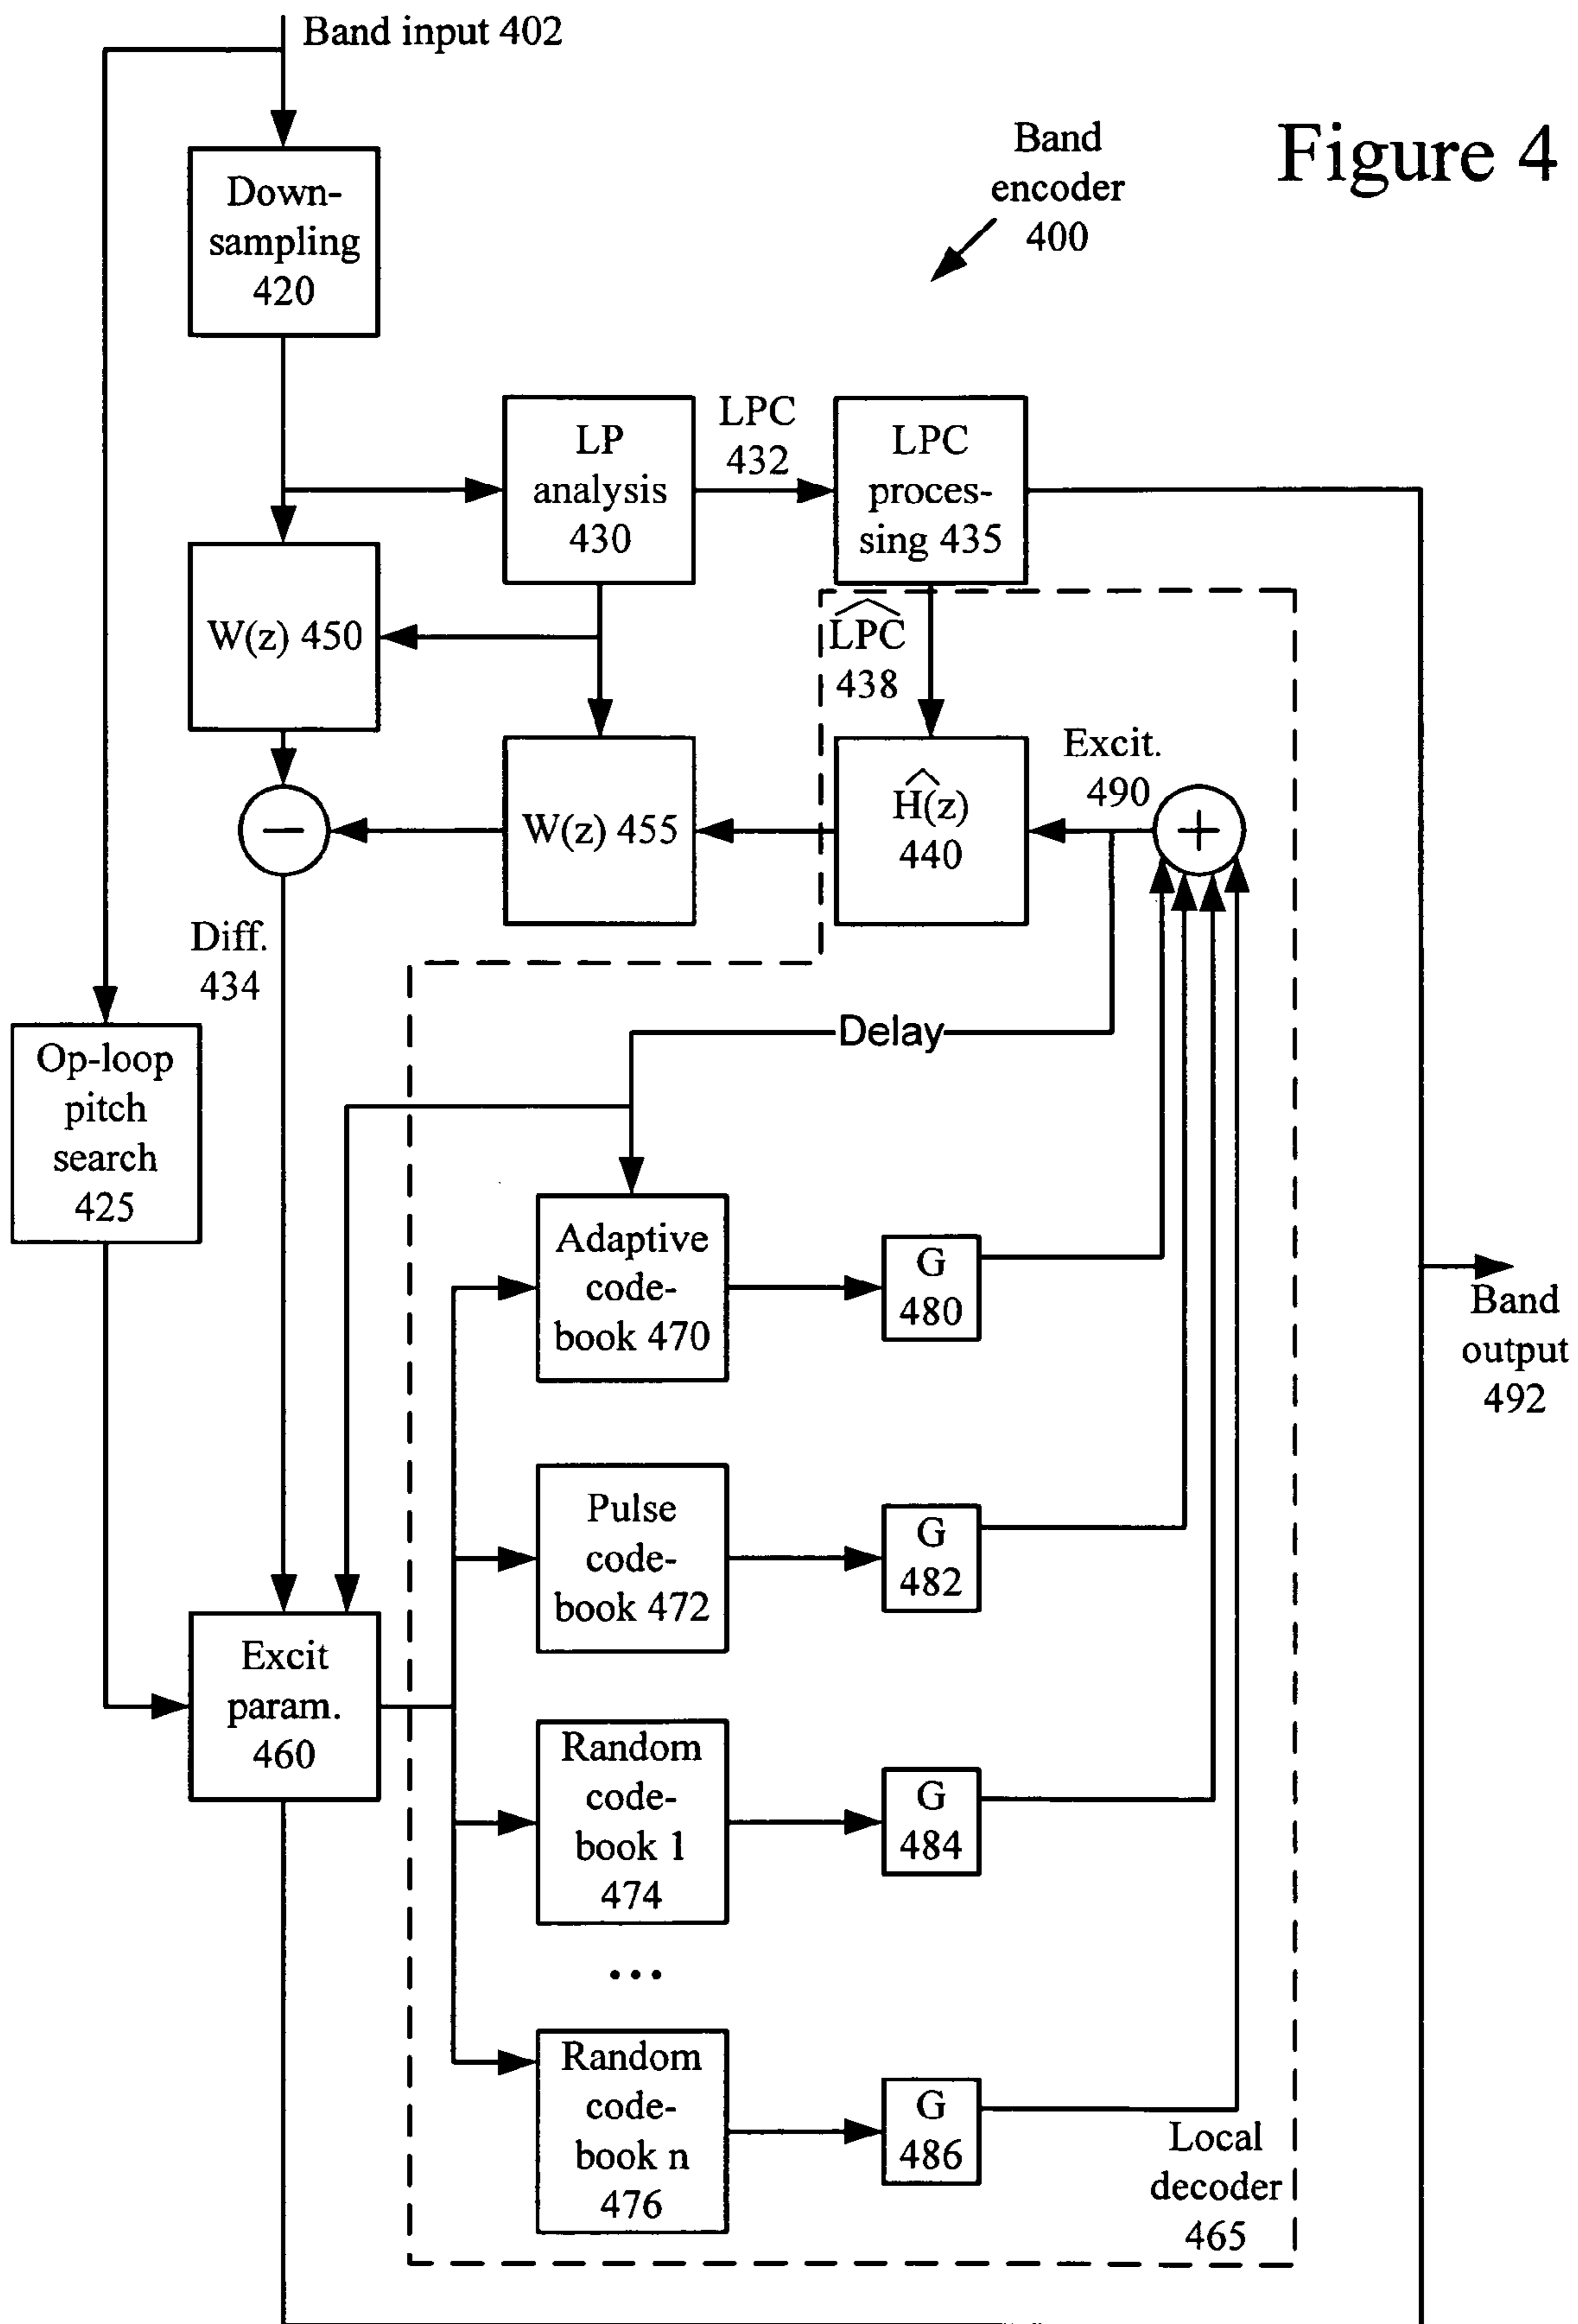 Band input 402
Figure 4
Band
encoder
400
Down-
sampling
420
LP
analysis
430
LPC
432
LPC
proces-
sing 435
W(z) 450
LPC
438
W(z) 455
H(z)
440
Excit.
490
+
−
Diff.
434
Delay
Op-loop
pitch
search
425
Adaptive
code-
book 470
G
480
Band
output
492
Pulse
code-
book 472
G
482
Excit
param.
460
Random
code-
book 1
474
G
484
...
Random
code-
book n
476
G
486
Local
decoder
465